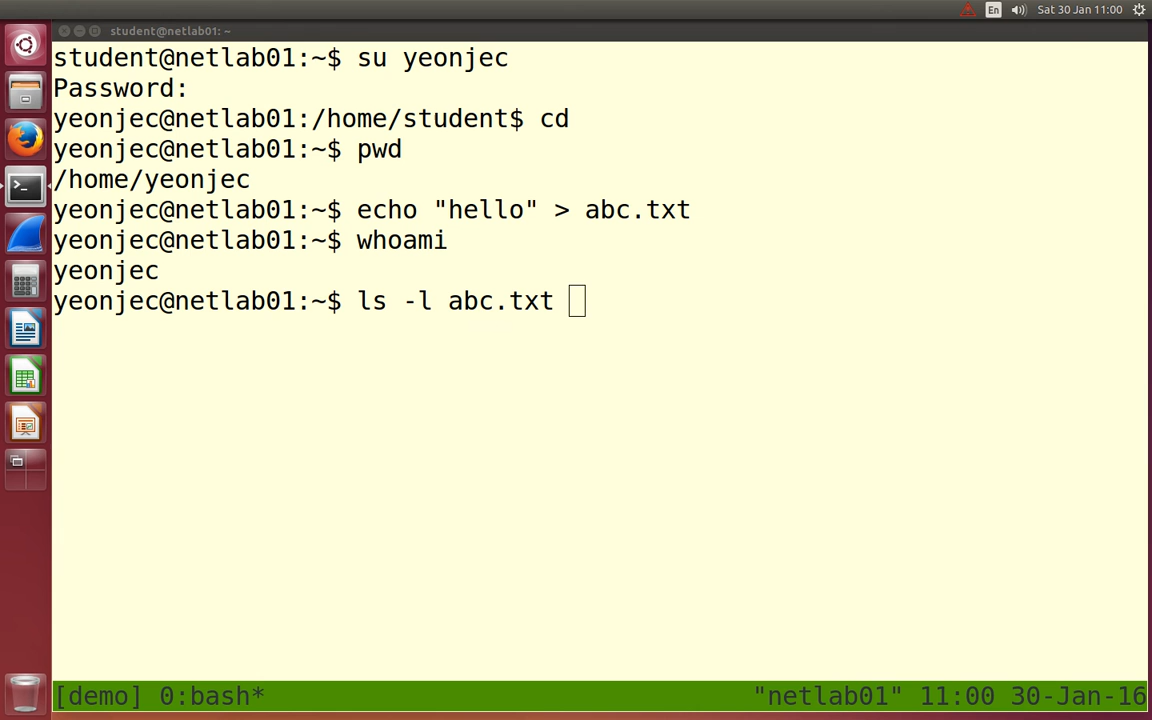 En
Sat 30 Jan 11:00
student@netlab01: ~
student@netlab01:~$ su yeonjec
Password:
yeonjec@netlab01:/home/student$ cd
yeonjec@netlab01:~$ pwd
/home/yeonjec
yeonjec@netlab01:~$ echo "hello" > abc.txt
yeonjec@netlab01:~$ whoami
yeonjec
yeonjec@netlab01:~$ ls -l abc.txt
[demo] 0:bash* "netlab01" 11:00 30-Jan-16